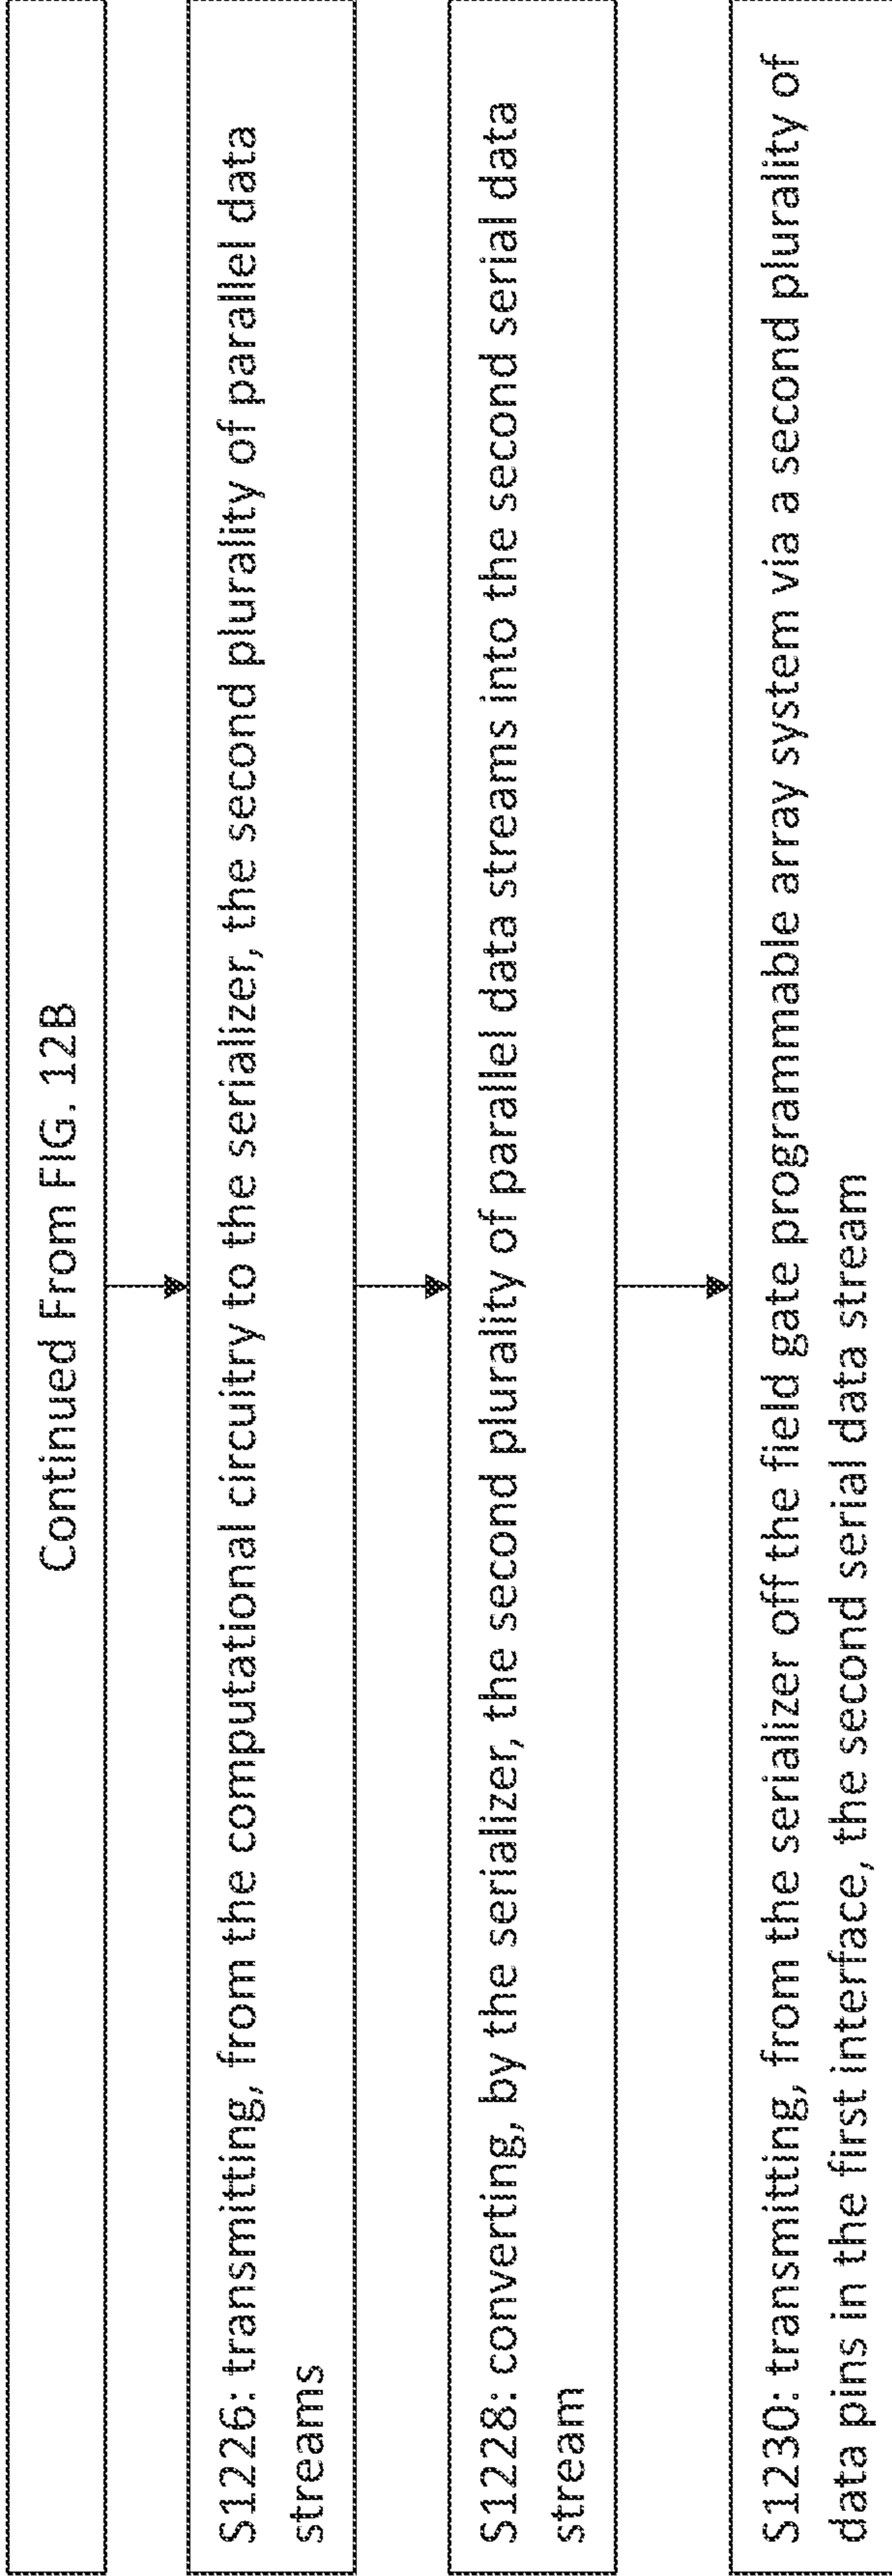 Continued From FIG. 12B
S1226: transmitting, from the computational circuitry to the serializer, the second plurality of parallel data
streams
S1228: converting, by the serializer, the second plurality of parallel data streams into the second serial data
stream
S1230: transmitting, from the serializer off the field gate programmable array system via a second plurality of
data pins in the first interface, the second serial data stream